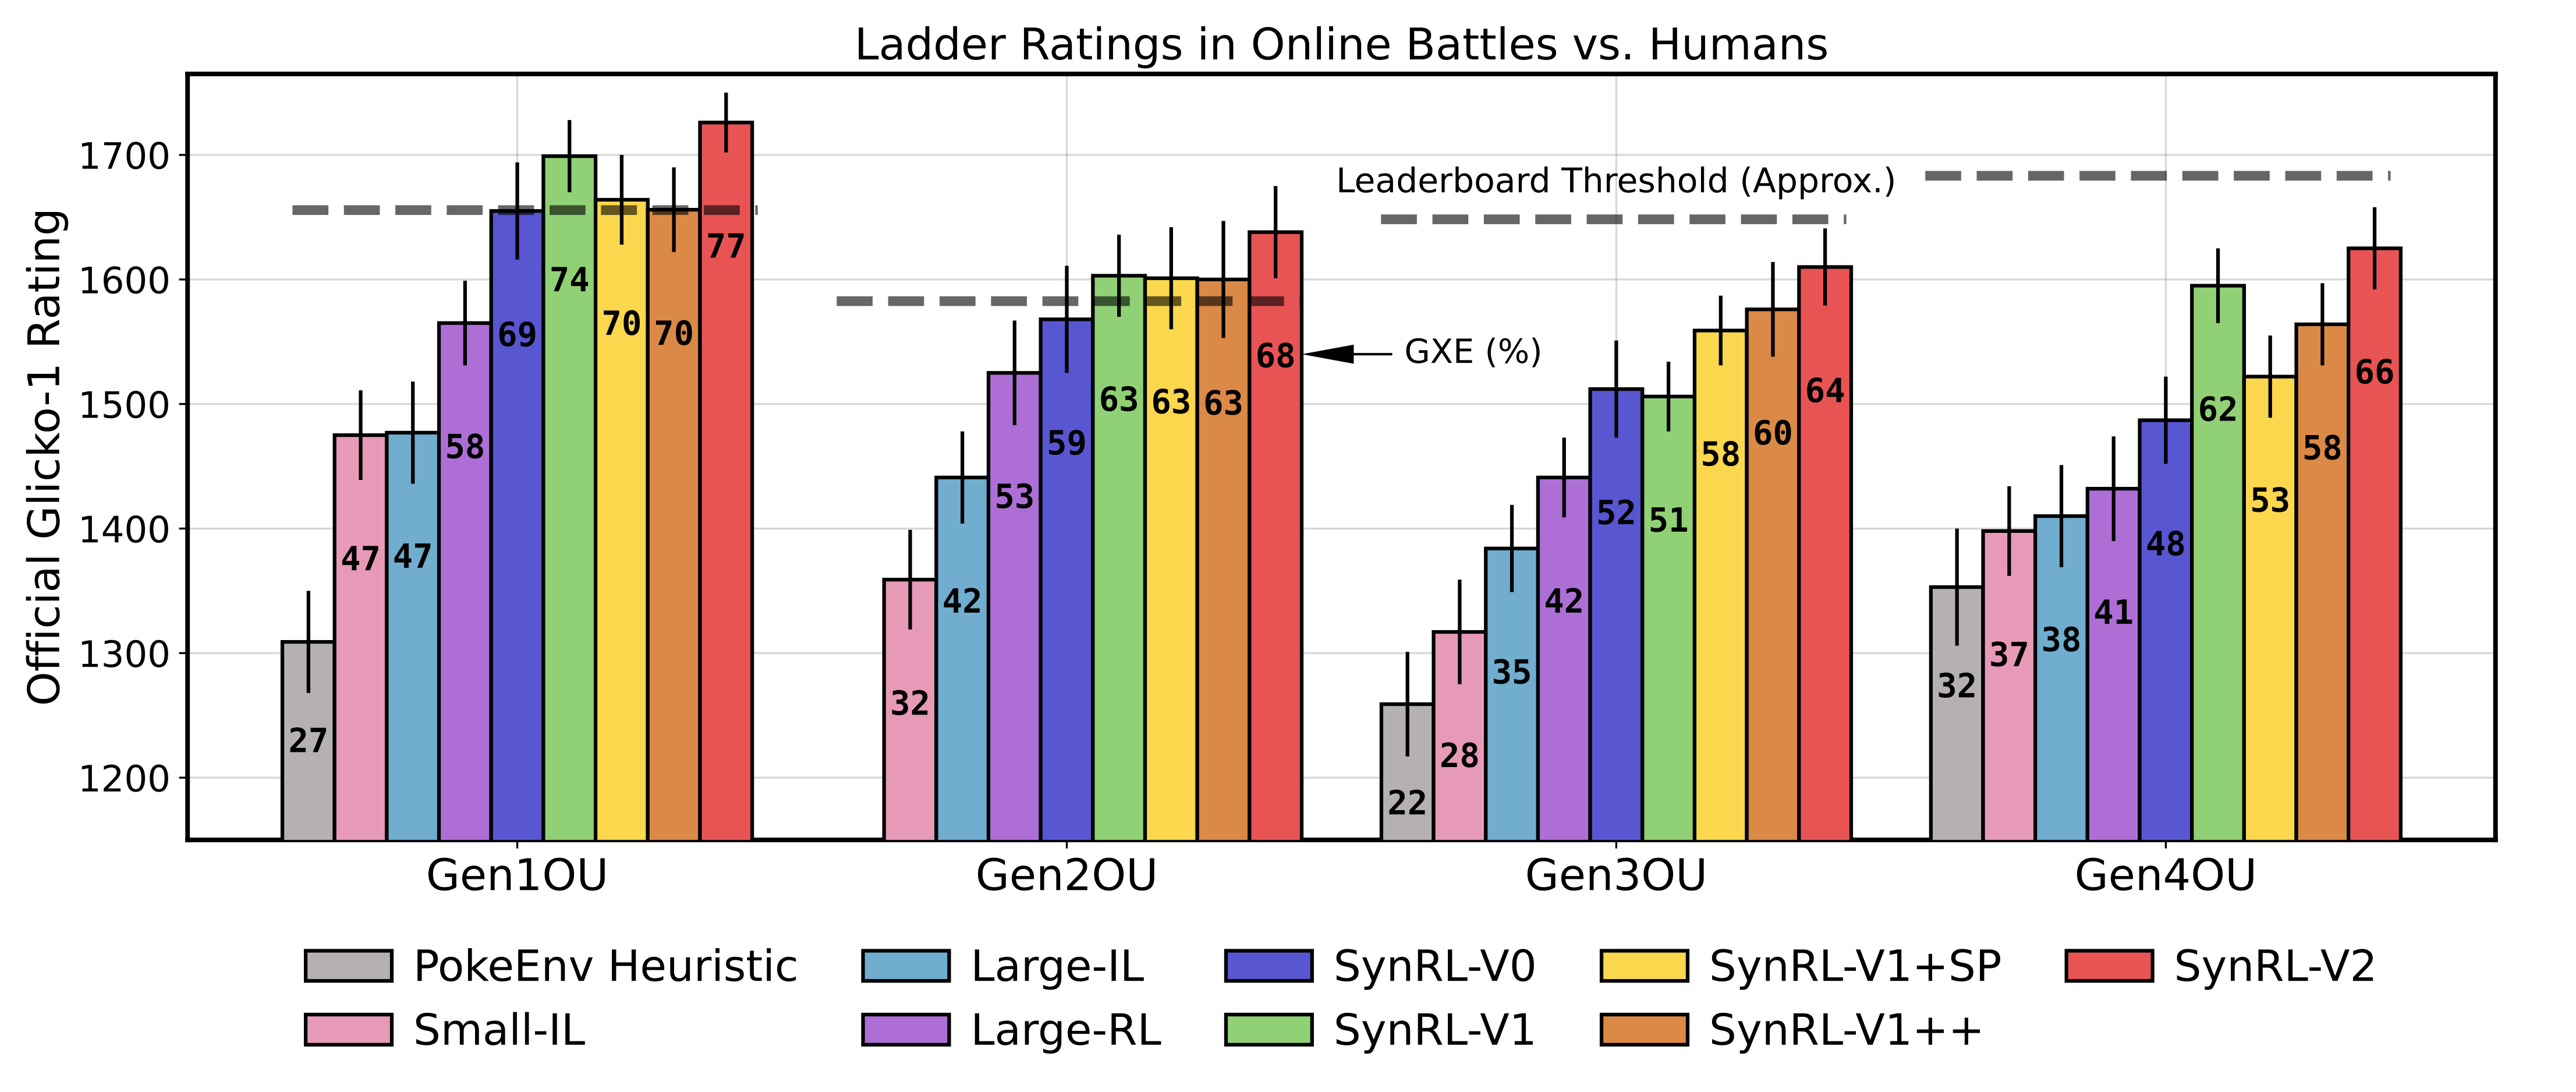 Ladder Ratings in Online Battles vs. Humans
Official Glicko-1 Rating
1700
1600
1500
1400
1300
1200
Leaderboard Threshold (Approx.)
GXE (%)
27 47 47 58 69 74 70 70 77
32 42 53 59 63 63 63 68
22 28 35 42 52 51 58 60 64
32 37 38 41 48 62 53 58 66
Gen1OU Gen2OU Gen3OU Gen4OU
PokeEnv Heuristic Large-IL SynRL-V0 SynRL-V1+SP SynRL-V2
Small-IL Large-RL SynRL-V1 SynRL-V1++